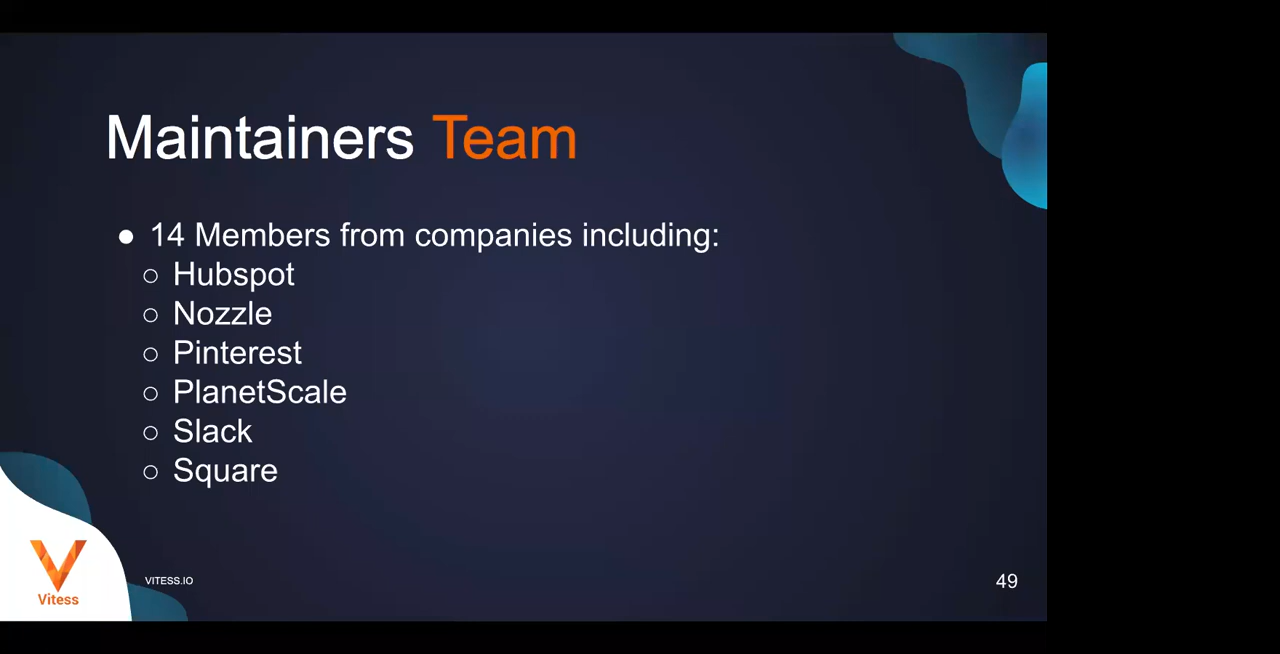 Maintainers Team
● 14 Members from companies including:
○ Hubspot
○ Nozzle
○ Pinterest
○ PlanetScale
○ Slack
○ Square
Vitess
VITESS.IO
49